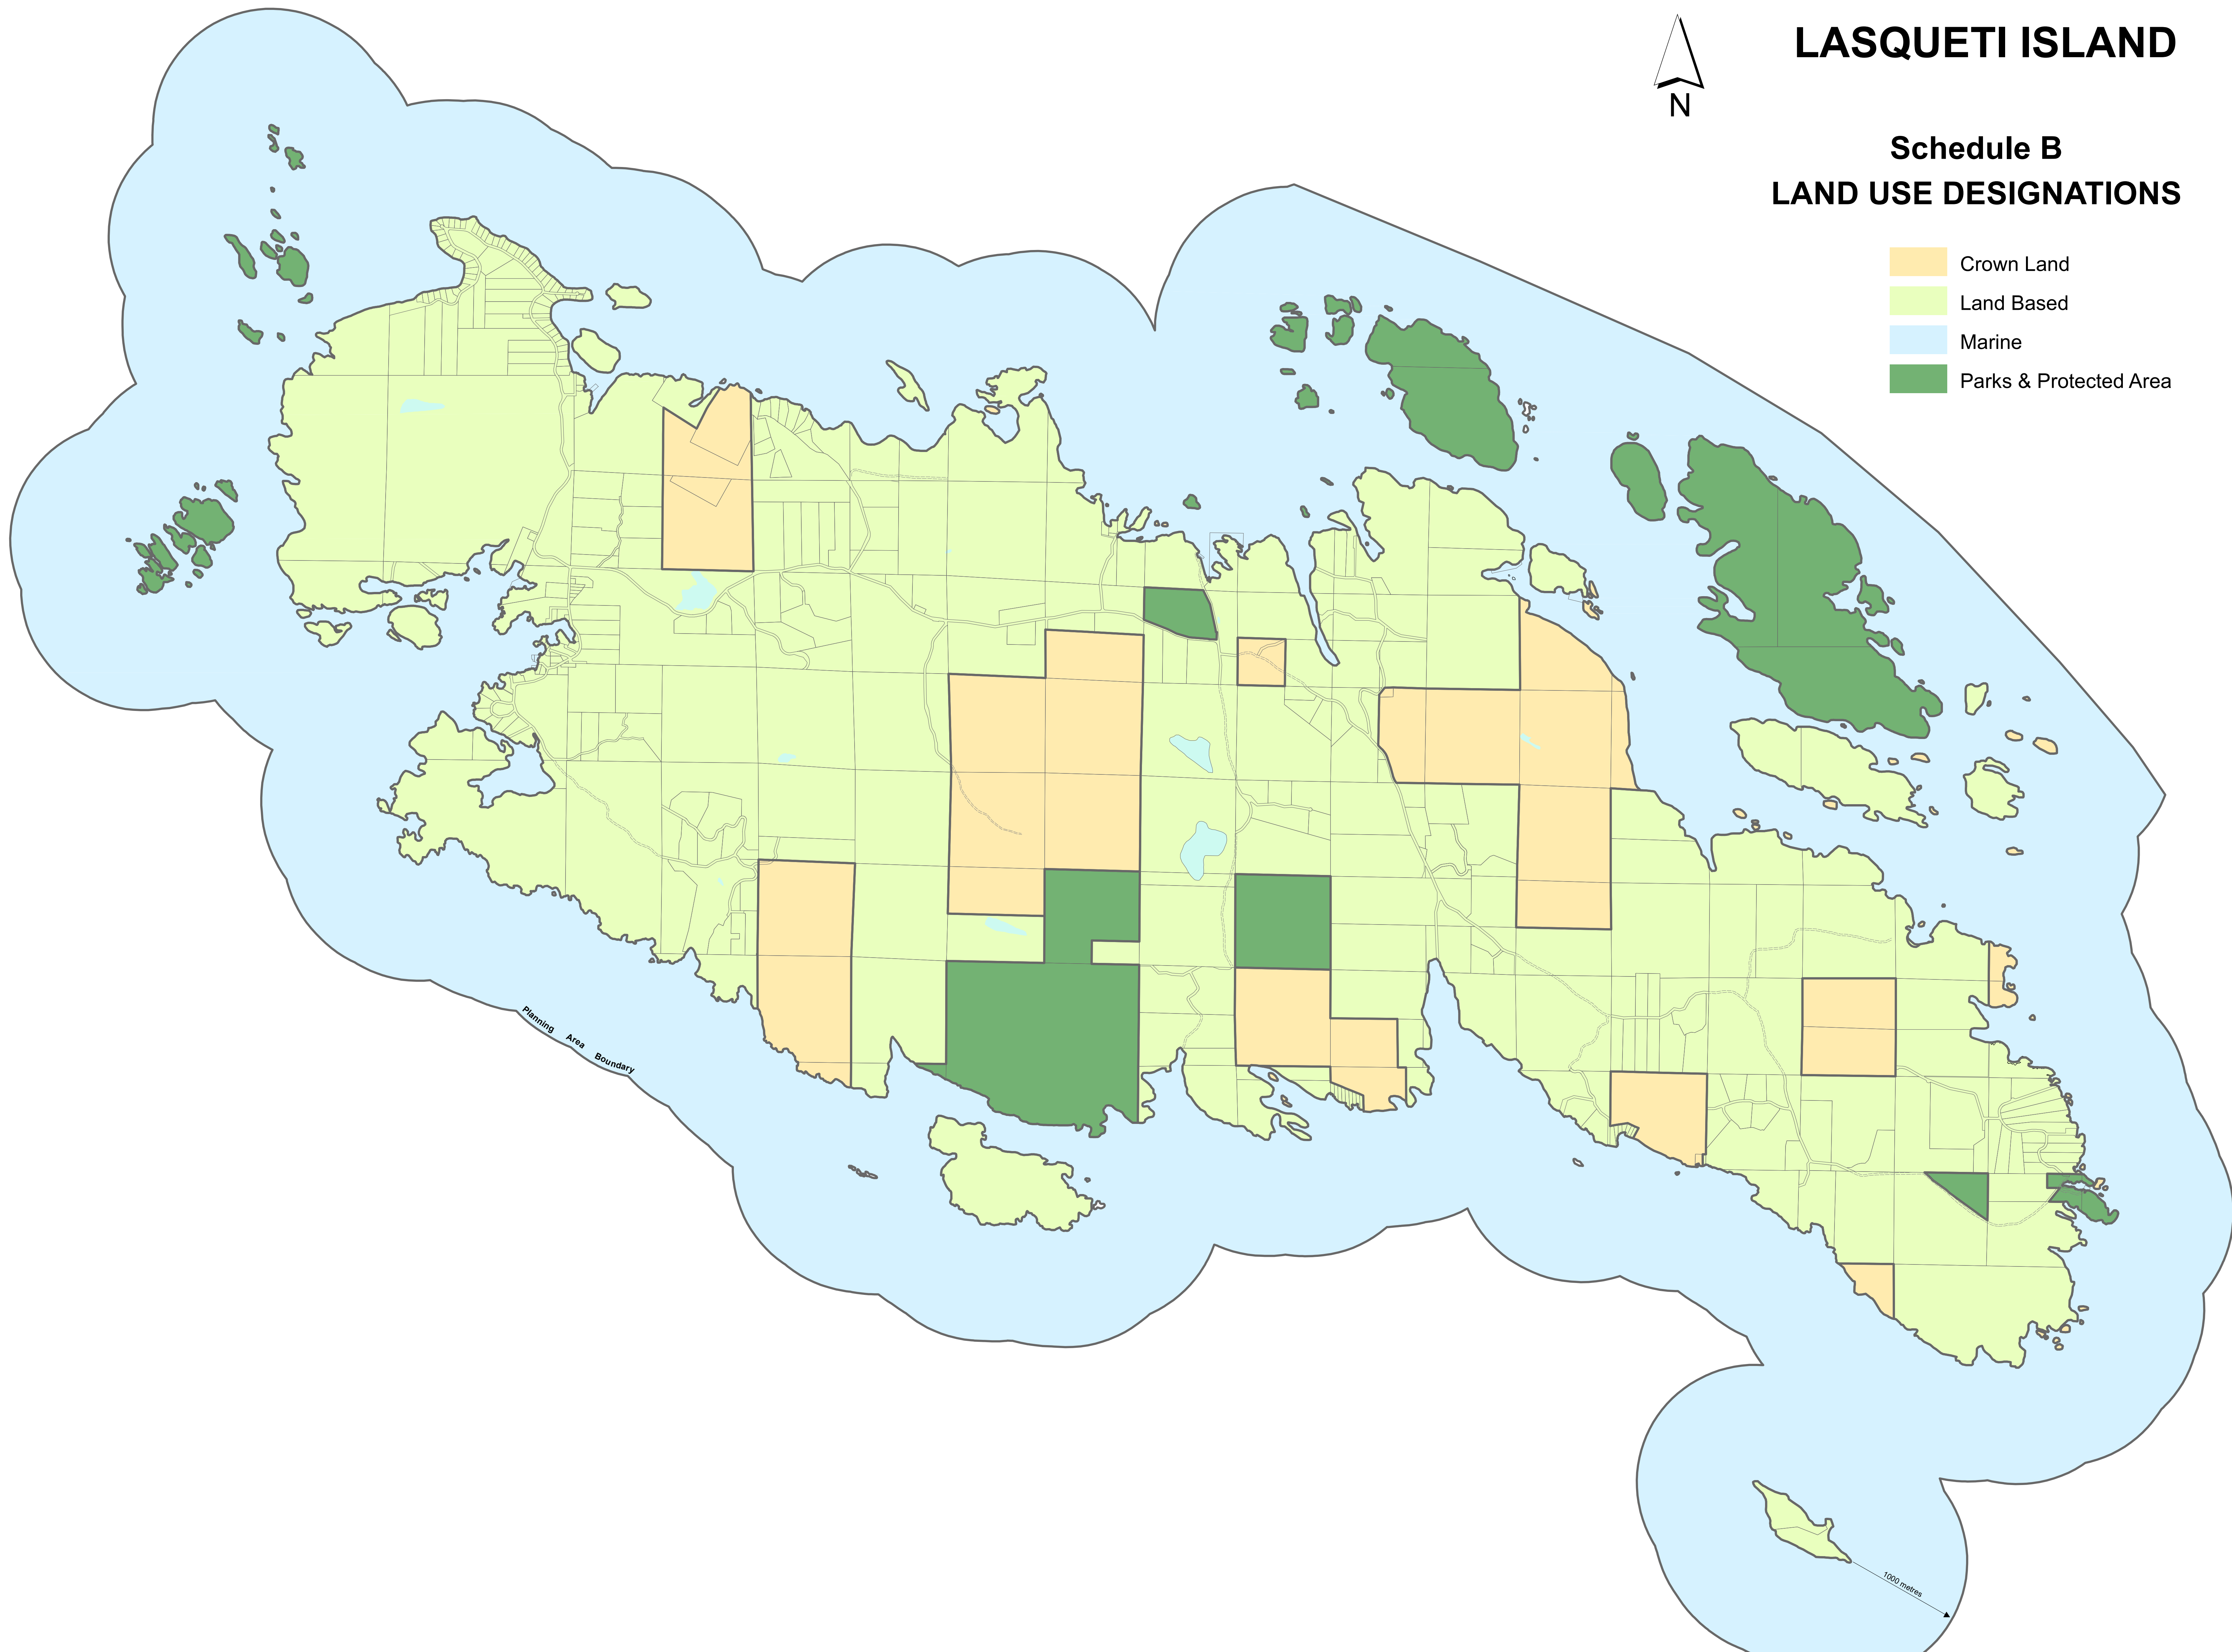 LASQUETI ISLAND
N
Schedule B
LAND USE DESIGNATIONS
Crown Land
Land Based
Marine
Parks & Protected Area
Planning Area Boundary
1000 metres